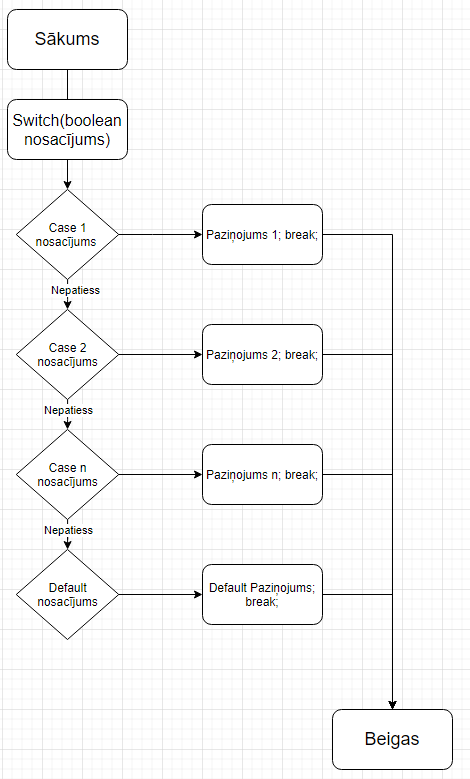 Sākums
Switch(boolean
nosacījums)
Case 1
nosacījums
Paziņojums 1; break;
Nepatiess
Case 2
nosacījums
Paziņojums 2; break;
Nepatiess
Case n
nosacījums
Paziņojums n; break;
Nepatiess
Default
nosacījums
Default Paziņojums;
break;
Beigas